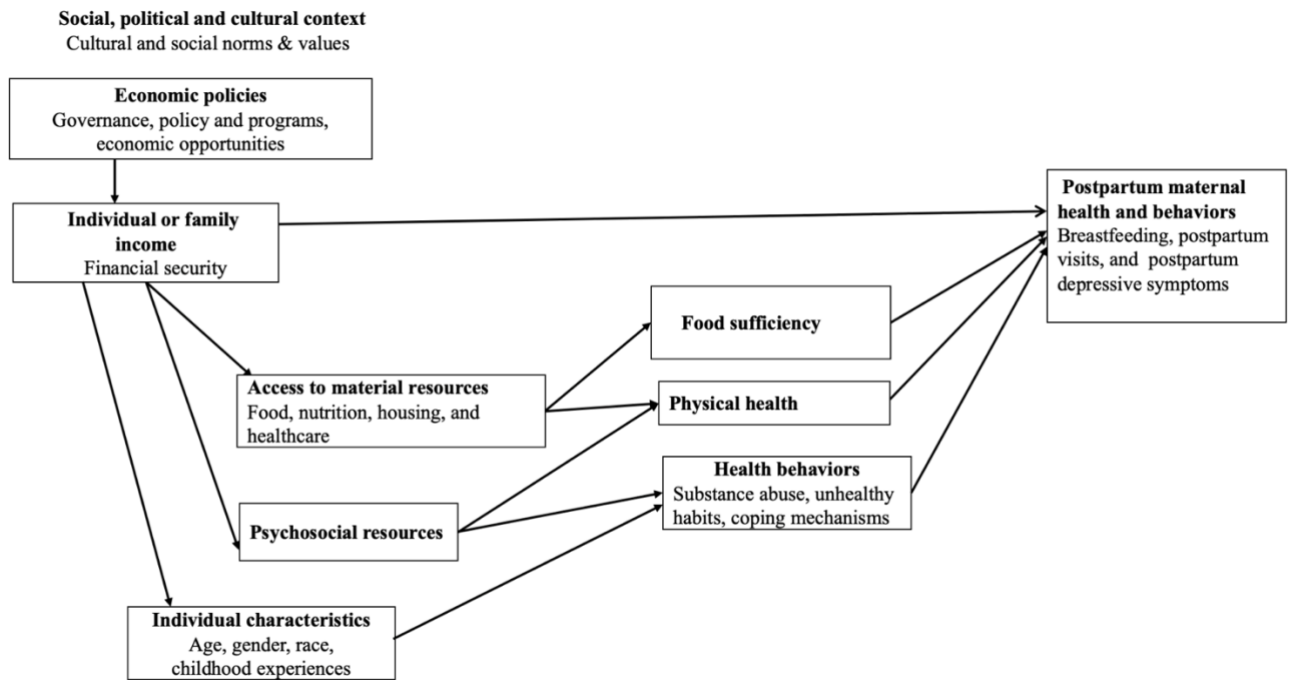 Social, political and cultural context
Cultural and social norms & values
Economic policies
Governance, policy and programs,
economic opportunities
Individual or family
income
Financial security
Postpartum maternal
health and behaviors
Breastfeeding, postpartum
visits, and postpartum
depressive symptoms
Food sufficiency
Access to material resources
Food, nutrition, housing, and
healthcare
Physical health
Health behaviors
Substance abuse, unhealthy
habits, coping mechanisms
Psychosocial resources
Individual characteristics
Age, gender, race,
childhood experiences